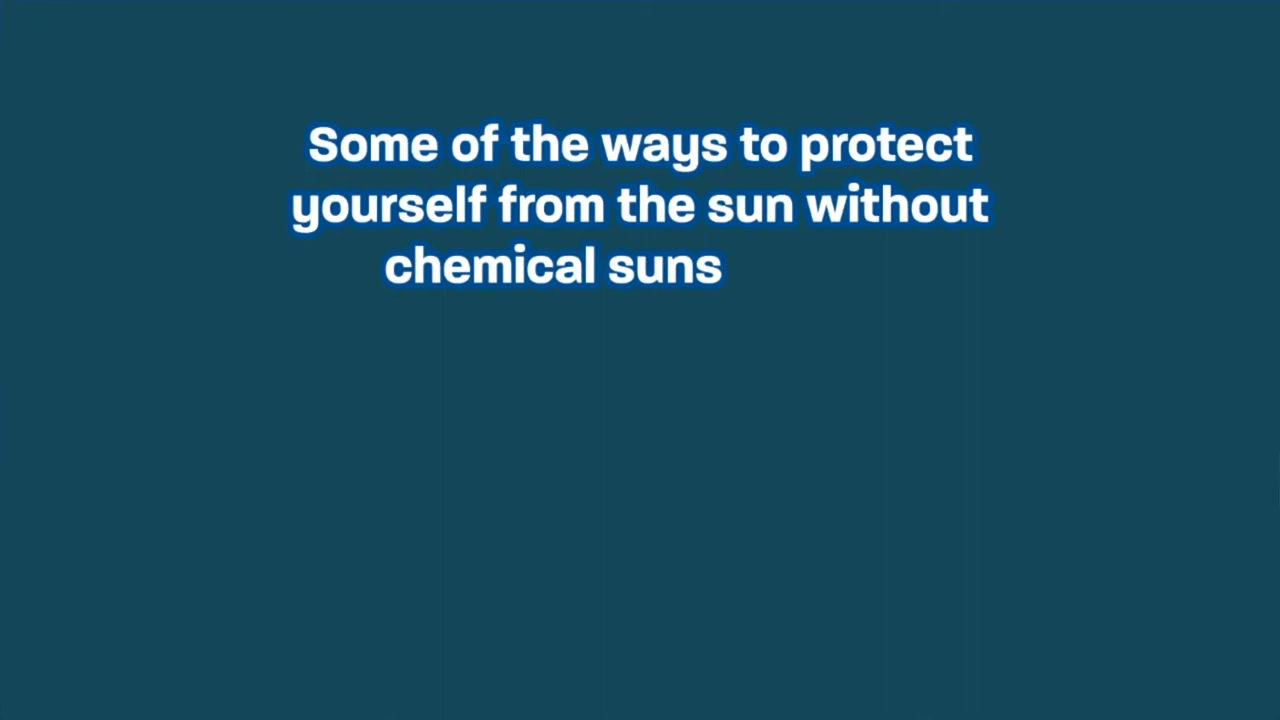 Some of the ways to protect
yourself from the sun without
chemical suns